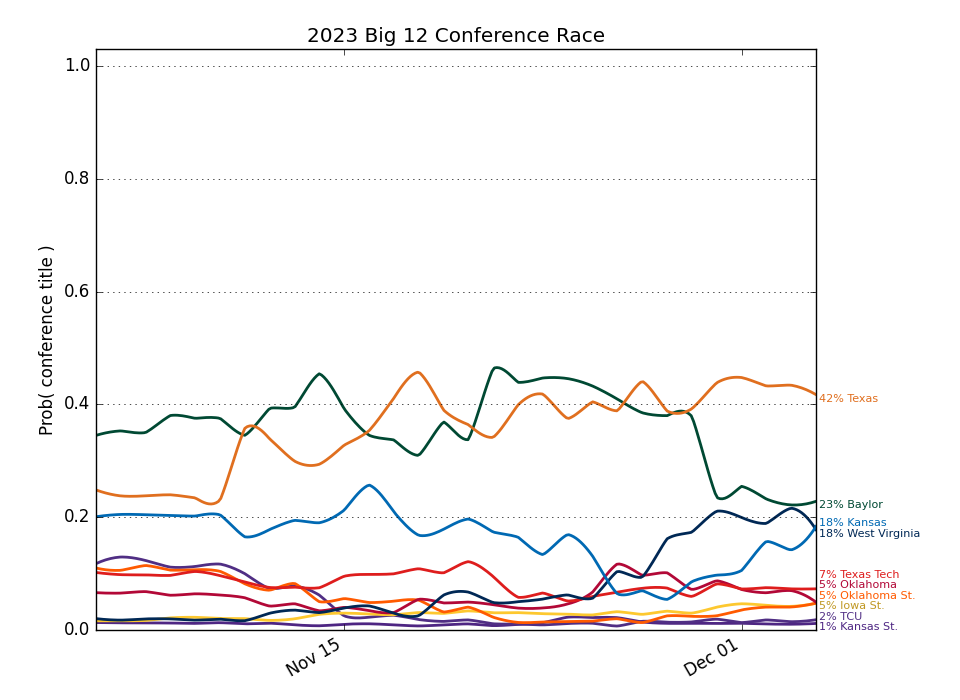 2023 Big 12 Conference Race
Prob( conference title )
1.0
0.8
0.6
0.4
0.2
0.0
Nov 15
Dec 01
42% Texas
23% Baylor
18% Kansas
18% West Virginia
7% Texas Tech
5% Oklahoma
5% Oklahoma St.
5% Iowa St.
2% TCU
1% Kansas St.